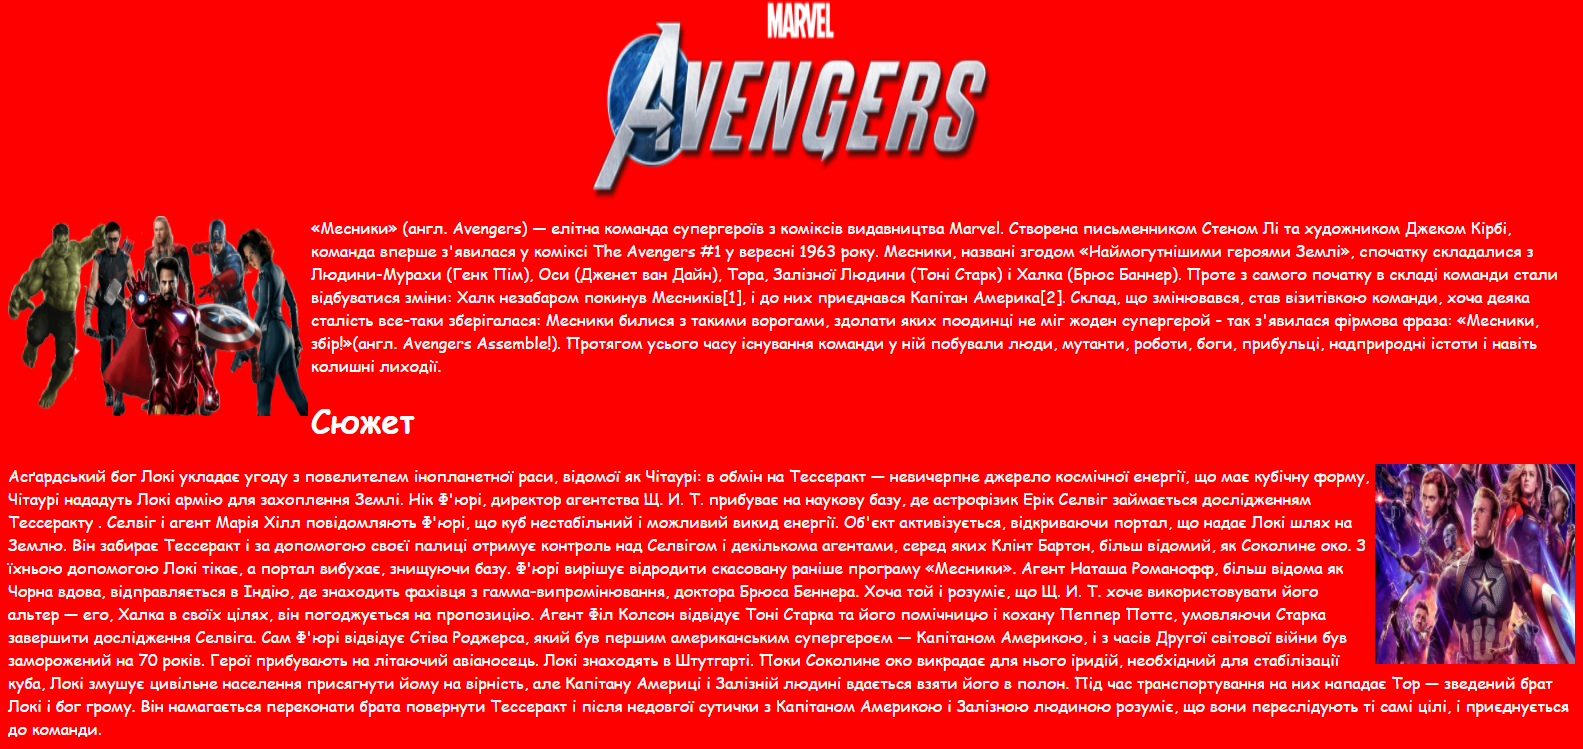 MARVEL
AVENGERS
«Месники» (англ. Avengers) — елітна команда супергероїв з коміксів видавництва Marvel. Створена письменником Стеном Лі та художником Джеком Кірбі,
команда вперше з'явилася у коміксі The Avengers #1 у вересні 1963 року. Месники, названі згодом «Наймогутнішими героями Землі», спочатку складалися з
Людини-Мурахи (Генк Пім), Оси (Дженет ван Дайн), Тора, Залізної Людини (Тоні Старк) і Халка (Брюс Баннер). Проте з самого початку в складі команди стали
відбуватися зміни: Халк незабаром покинув Месників[1], і до них приєднався Капітан Америка[2]. Склад, що змінювався, став візитівкою команди, хоча деяка
сталість все-таки зберігалася: Месники билися з такими ворогами, здолати яких поодинці не міг жоден супергерой - так з'явилася фірмова фраза: «Месники,
збір!»(англ. Avengers Assemble!). Протягом усього часу існування команди у ній побували люди, мутанти, роботи, боги, прибульці, надприродні істоти і навіть
колишні лиходії.
Сюжет
Асґардський бог Локі укладає угоду з повелителем інопланетної раси, відомої як Чітаурі: в обмін на Тессеракт — невичерпне джерело космічної енергії, що має кубічну форму,
Чітаурі нададуть Локі армію для захоплення Землі. Нік Ф'юрі, директор агентства Щ. И. Т. прибуває на наукову базу, де астрофізик Ерік Селвіг займається дослідженням
Тессеракту . Селвіг і агент Марія Хілл повідомляють Ф'юрі, що куб нестабільний і можливий викид енергії. Об'єкт активізується, відкриваючи портал, що надає Локі шлях на
Землю. Він забирає Тессеракт і за допомогою своєї палиці отримує контроль над Селвігом і декількома агентами, серед яких Клінт Бартон, більш відомий, як Соколине око. З
їхньою допомогою Локі тікає, а портал вибухає, знищуючи базу. Ф'юрі вирішує відродити скасовану раніше програму «Месники». Агент Наташа Романофф, більш відома як
Чорна вдова, відправляється в Індію, де знаходить фахівця з гамма-випромінювання, доктора Брюса Беннера. Хоча той і розуміє, що Щ. И. Т. хоче використовувати його
альтер — его, Халка в своїх цілях, він погоджується на пропозицію. Агент Філ Колсон відвідує Тоні Старка та його помічницю і кохану Пеппер Поттс, умовляючи Старка
завершити дослідження Селвіга. Сам Ф'юрі відвідує Стіва Роджерса, який був першим американським супергероєм — Капітаном Америкою, і з часів Другої світової війни був
заморожений на 70 років. Герої прибувають на літаючий авіаносець. Локі знаходять в Штутгарті. Поки Соколине око викрадає для нього іридій, необхідний для стабілізації
куба, Локі змушує цивільне населення присягнути йому на вірність, але Капітану Америці і Залізній людині вдається взяти його в полон. Під час транспортування на них нападає Тор — зведений брат
Локі і бог грому. Він намагається переконати брата повернути Тессеракт і після недовгої сутички з Капітаном Америкою і Залізною людиною розуміє, що вони переслідують ті самі цілі, і приєднується
до команди.